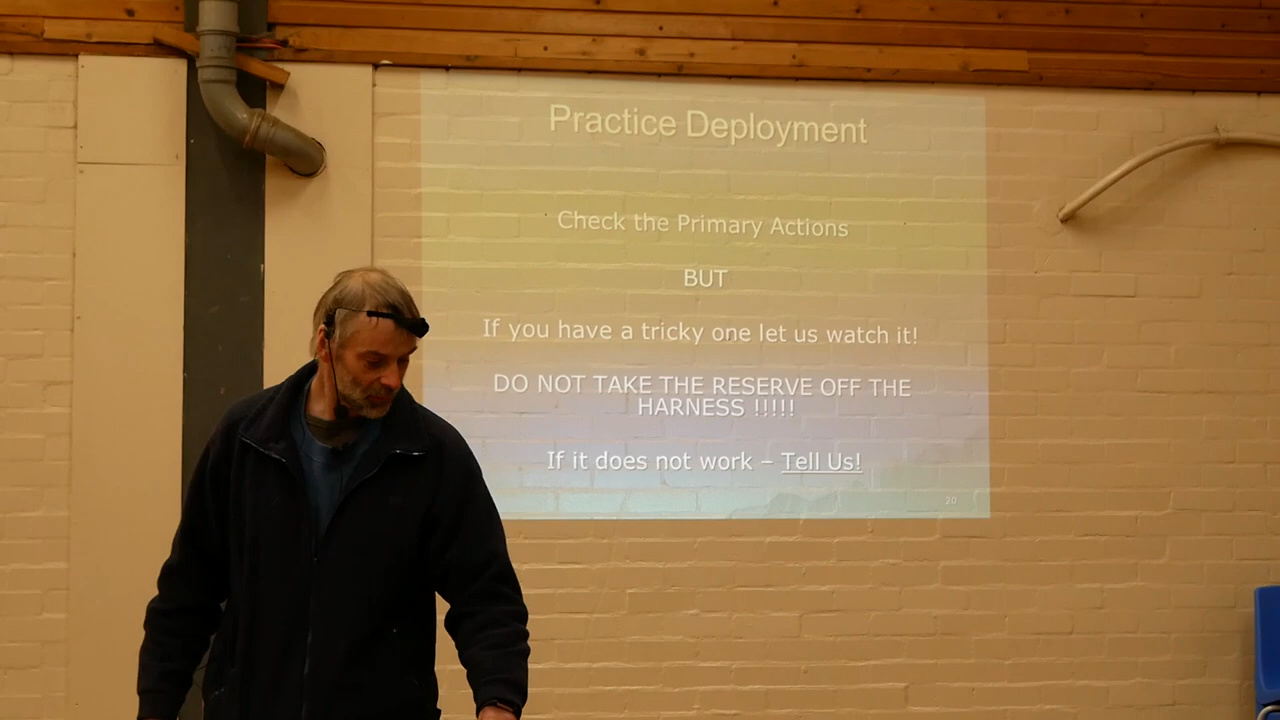 Practice Deployment
Check the Primary Actions
BUT
If you have a tricky one let us watch it!
DO NOT TAKE THE RESERVE OFF THE
HARNESS !!!!!
If it does not work – Tell Us!
20